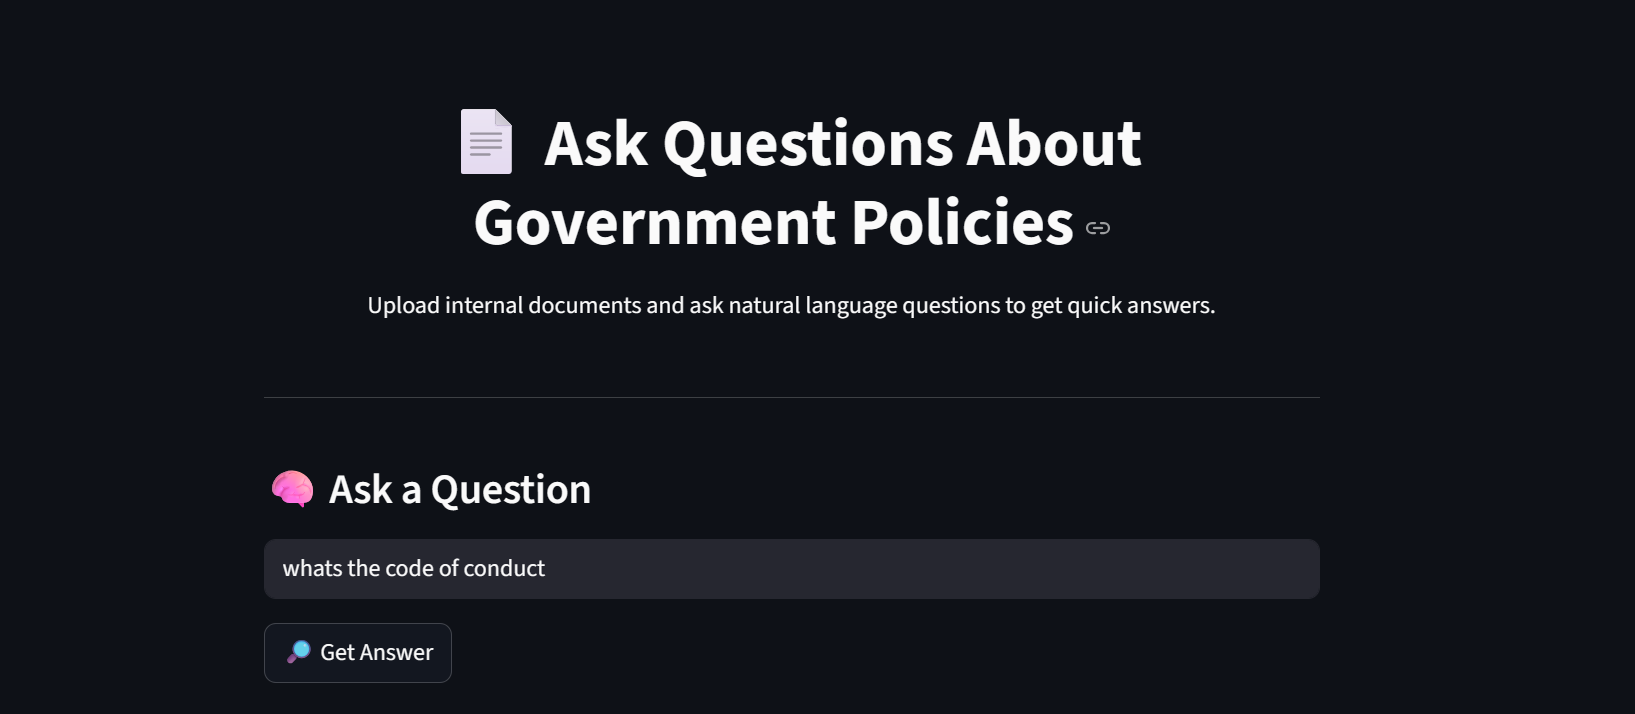 Ask Questions About
Government Policies
Upload internal documents and ask natural language questions to get quick answers.
Ask a Question
whats the code of conduct
Get Answer